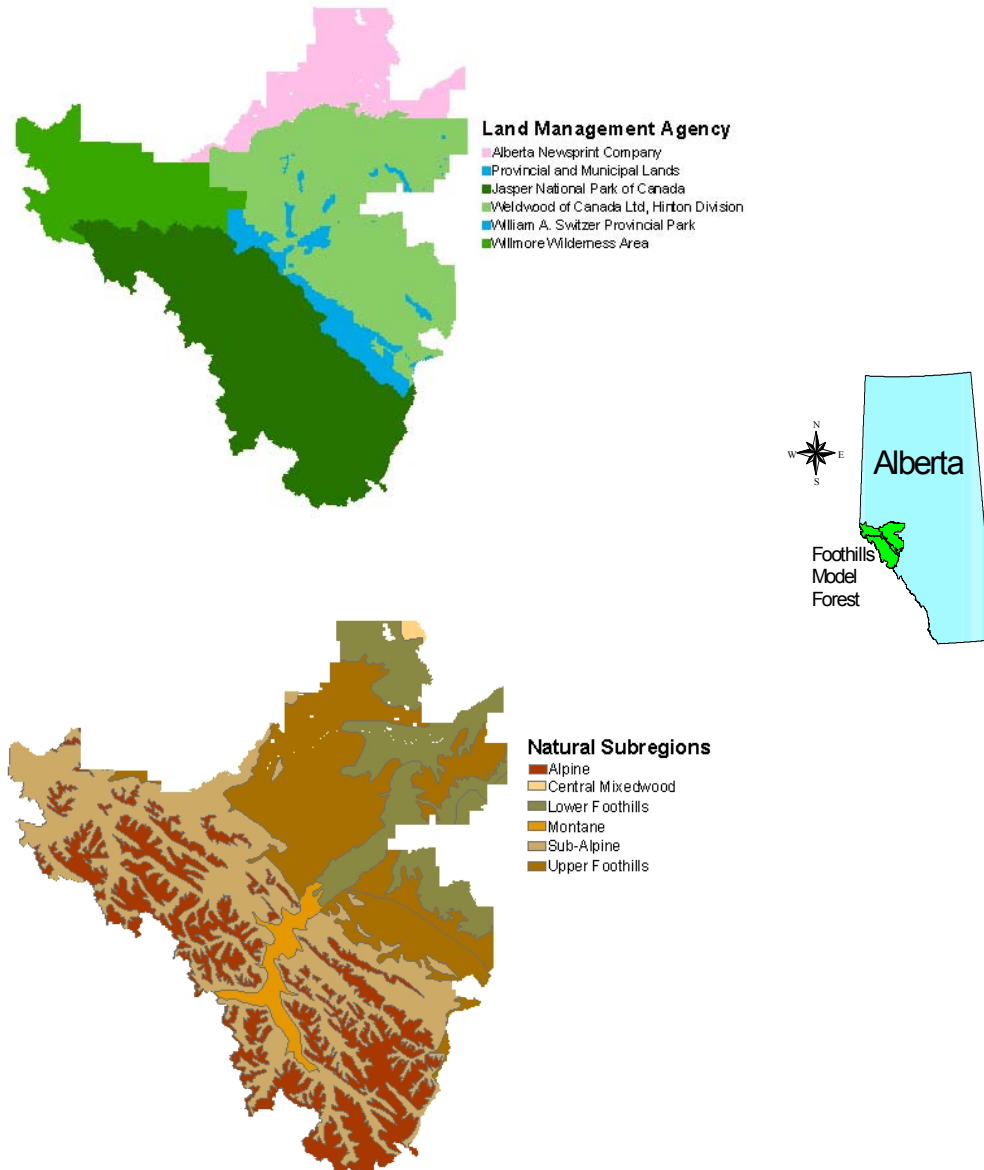 Land Management Agency
Alberta Newsprint Company
Provincial and Municipal Lands
Jasper National Park of Canada
Weldwood of Canada Ltd, Hinton Division
William A. Switzer Provincial Park
Willmore Wilderness Area
N
W E
S
Alberta
Foothills
Model
Forest
Natural Subregions
Alpine
Central Mixedwood
Lower Foothills
Montane
Sub-Alpine
Upper Foothills